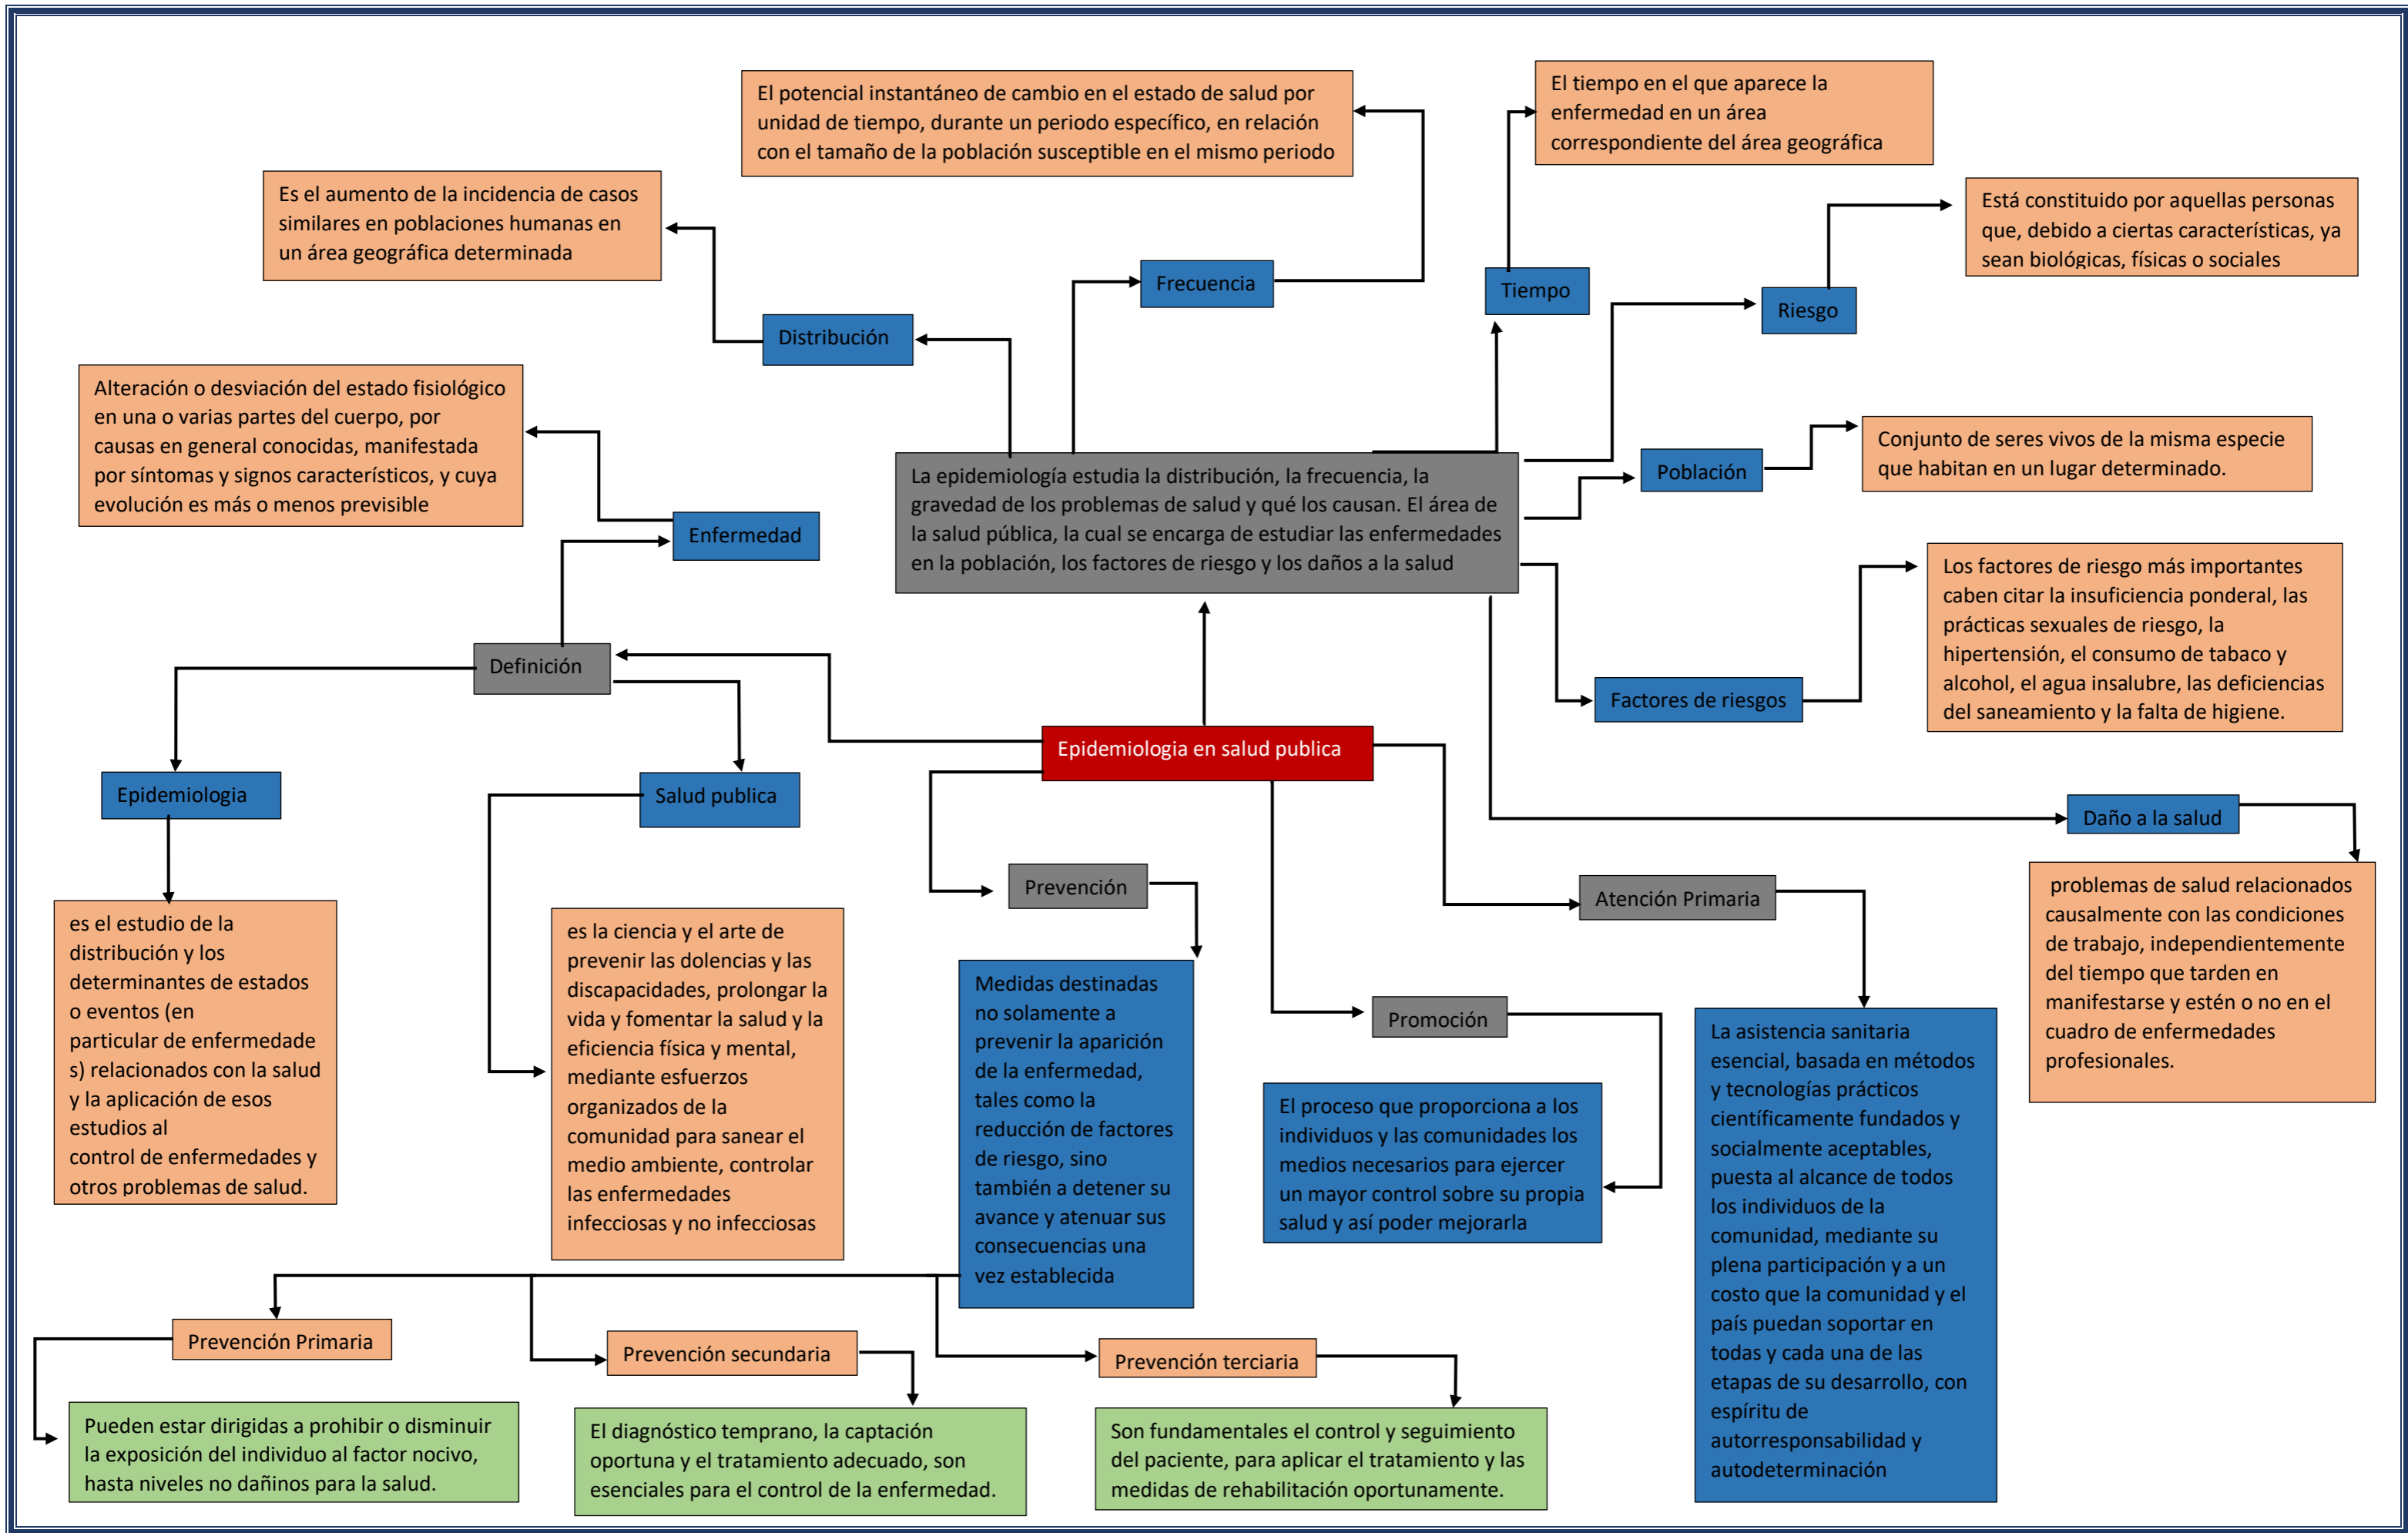 El potencial instantáneo de cambio en el estado de salud por
unidad de tiempo, durante un periodo específico, en relación
con el tamaño de la población susceptible en el mismo periodo
El tiempo en el que aparece la
enfermedad en un área
correspondiente del área geográfica
Es el aumento de la incidencia de casos
similares en poblaciones humanas en
un área geográfica determinada
Está constituido por aquellas personas
que, debido a ciertas características, ya
sean biológicas, físicas o sociales
Frecuencia
Tiempo
Riesgo
Distribución
Alteración o desviación del estado fisiológico
en una o varias partes del cuerpo, por
causas en general conocidas, manifestada
por síntomas y signos característicos, y cuya
evolución es más o menos previsible
Conjunto de seres vivos de la misma especie
que habitan en un lugar determinado.
Población
La epidemiología estudia la distribución, la frecuencia, la
gravedad de los problemas de salud y qué los causan. El área de
la salud pública, la cual se encarga de estudiar las enfermedades
en la población, los factores de riesgo y los daños a la salud
Enfermedad
Los factores de riesgo más importantes
caben citar la insuficiencia ponderal, las
prácticas sexuales de riesgo, la
hipertensión, el consumo de tabaco y
alcohol, el agua insalubre, las deficiencias
del saneamiento y la falta de higiene.
Definición
Factores de riesgos
Epidemiologia en salud publica
Epidemiologia
Salud publica
Daño a la salud
Prevención
Atención Primaria
problemas de salud relacionados
causalmente con las condiciones
de trabajo, independientemente
del tiempo que tarden en
manifestarse y estén o no en el
cuadro de enfermedades
profesionales.
es el estudio de la
distribución y los
determinantes de estados
o eventos (en
particular de enfermedade
s) relacionados con la salud
y la aplicación de esos
estudios al
control de enfermedades y
otros problemas de salud.
es la ciencia y el arte de
prevenir las dolencias y las
discapacidades, prolongar la
vida y fomentar la salud y la
eficiencia física y mental,
mediante esfuerzos
organizados de la
comunidad para sanear el
medio ambiente, controlar
las enfermedades
infecciosas y no infecciosas
Medidas destinadas
no solamente a
prevenir la aparición
de la enfermedad,
tales como la
reducción de factores
de riesgo, sino
también a detener su
avance y atenuar sus
consecuencias una
vez establecida
Promoción
El proceso que proporciona a los
individuos y las comunidades los
medios necesarios para ejercer
un mayor control sobre su propia
salud y así poder mejorarla
La asistencia sanitaria
esencial, basada en métodos
y tecnologías prácticos
científicamente fundados y
socialmente aceptables,
puesta al alcance de todos
los individuos de la
comunidad, mediante su
plena participación y a un
costo que la comunidad y el
país puedan soportar en
todas y cada una de las
etapas de su desarrollo, con
espíritu de
autorresponsabilidad y
autodeterminación
Prevención Primaria
Prevención secundaria
Prevención terciaria
Pueden estar dirigidas a prohibir o disminuir
la exposición del individuo al factor nocivo,
hasta niveles no dañinos para la salud.
El diagnóstico temprano, la captación
oportuna y el tratamiento adecuado, son
esenciales para el control de la enfermedad.
Son fundamentales el control y seguimiento
del paciente, para aplicar el tratamiento y las
medidas de rehabilitación oportunamente.